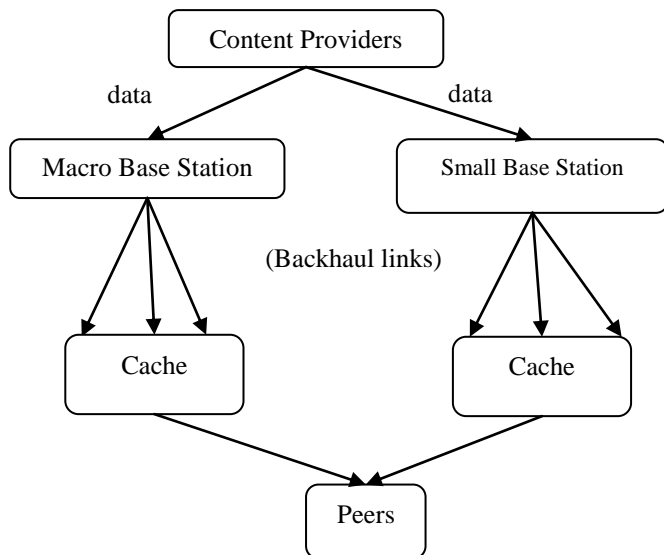 Content Providers
data
data
Macro Base Station
Small Base Station
(Backhaul links)
Cache
Cache
Peers